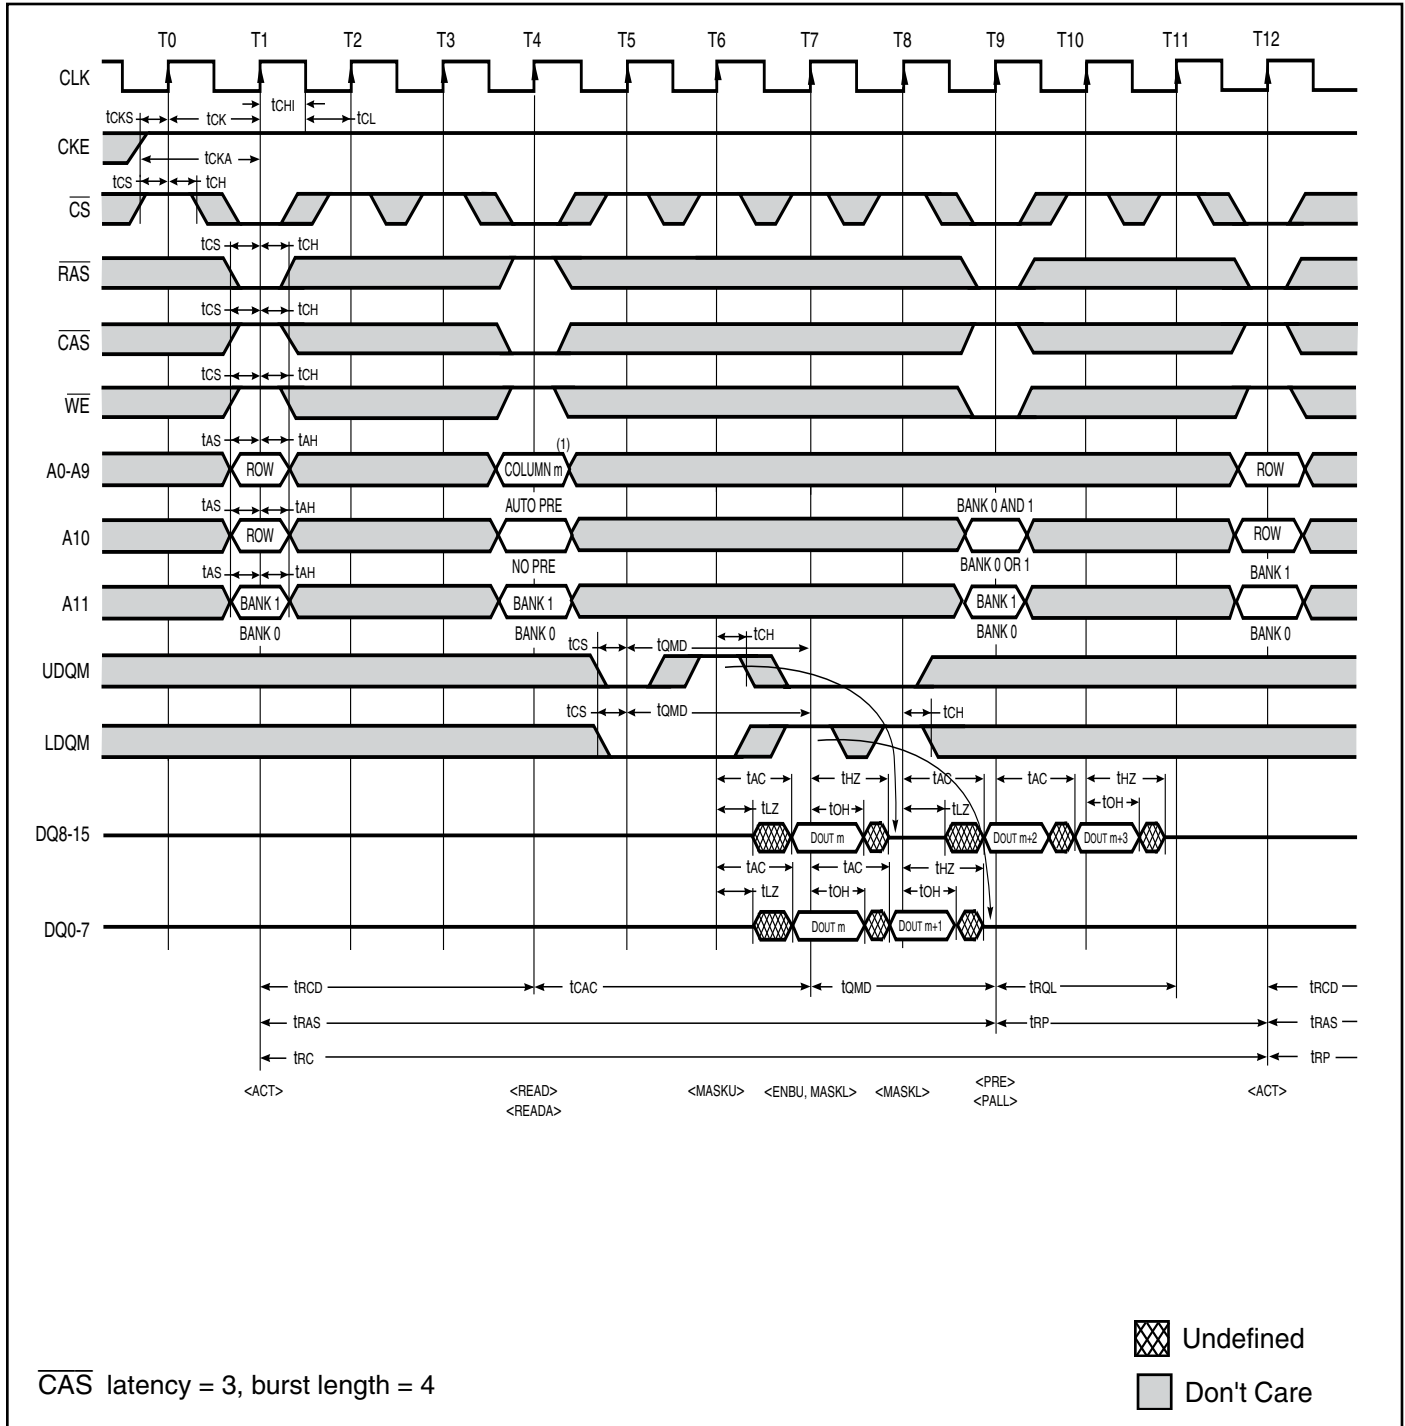 T0 T1 T2 T3 T4 T5 T6 T7 T8 T9 T10 T11 T12
CLK
tCHI
tCKS tCK tCL
CKE
tCKA
tCS tCH
CS
tCS tCH
RAS
tCS tCH
CAS
tCS tCH
WE
tAS tAH (1)
A0-A9 ROW COLUMN m ROW
tAS tAH AUTO PRE BANK 0 AND 1
A10 ROW ROW
NO PRE BANK 0 OR 1
tAS tAH BANK 1
A11 BANK 1 BANK 1 BANK 1
BANK 0 BANK 0 BANK 0 BANK 0
tCS tQMD tCH
UDQM
tCS tQMD tCH
LDQM
tAC tHZ tAC tAC tHZ
tLZ tOH tLZ tOH
DQ8-15 DOUT m DOUT m+2 DOUT m+3
tAC tAC tHZ
tLZ tOH tOH
DQ0-7 DOUT m DOUT m+1
tRCD tCAC tQMD tRQL tRCD
tRAS tRP tRAS
tRC tRP
<ACT> <READ> <MASKU> <ENBU, MASKL> <MASKL> <PRE> <ACT>
<READA> <PALL>
Undefined
CAS latency = 3, burst length = 4
Don't Care